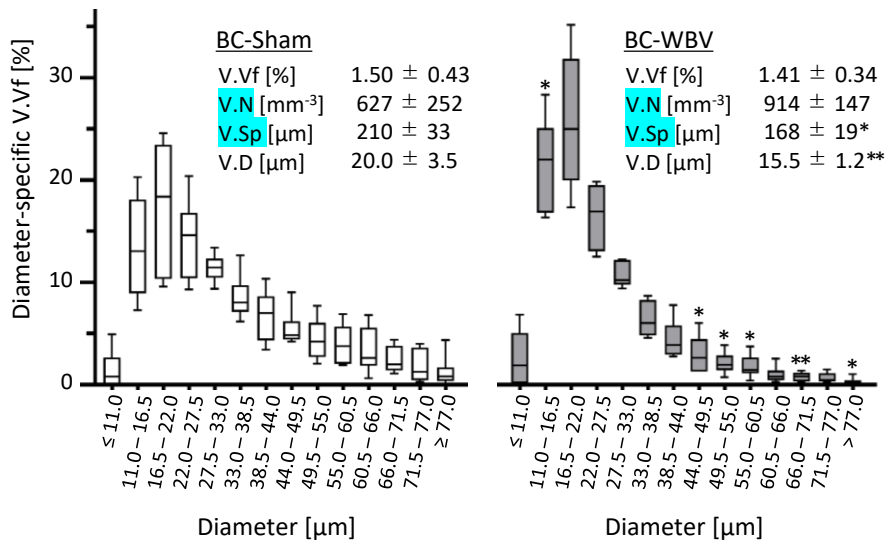 Diameter-specific V.Vf [%]
30
20
10
0
BC-Sham
V.Vf [%] 1.50 ± 0.43
V.N [mm-3] 627 ± 252
V.Sp [µm] 210 ± 33
V.D [µm] 20.0 ± 3.5
≤ 11.0
11.0 – 16.5
16.5 – 22.0
22.0 – 27.5
27.5 – 33.0
33.0 – 38.5
38.5 – 44.0
44.0 – 49.5
49.5 – 55.0
55.0 – 60.5
60.5 – 66.0
66.0 – 71.5
71.5 – 77.0
≥ 77.0
Diameter [µm]
BC-WBV
V.Vf [%] 1.41 ± 0.34
V.N [mm-3] 914 ± 147
V.Sp [µm] 168 ± 19*
V.D [µm] 15.5 ± 1.2**
*
*
*
*
**
*
≤ 11.0
11.0 – 16.5
16.5 – 22.0
22.0 – 27.5
27.5 – 33.0
33.0 – 38.5
38.5 – 44.0
44.0 – 49.5
49.5 – 55.0
55.0 – 60.5
60.5 – 66.0
66.0 – 71.5
71.5 – 77.0
> 77.0
Diameter [µm]